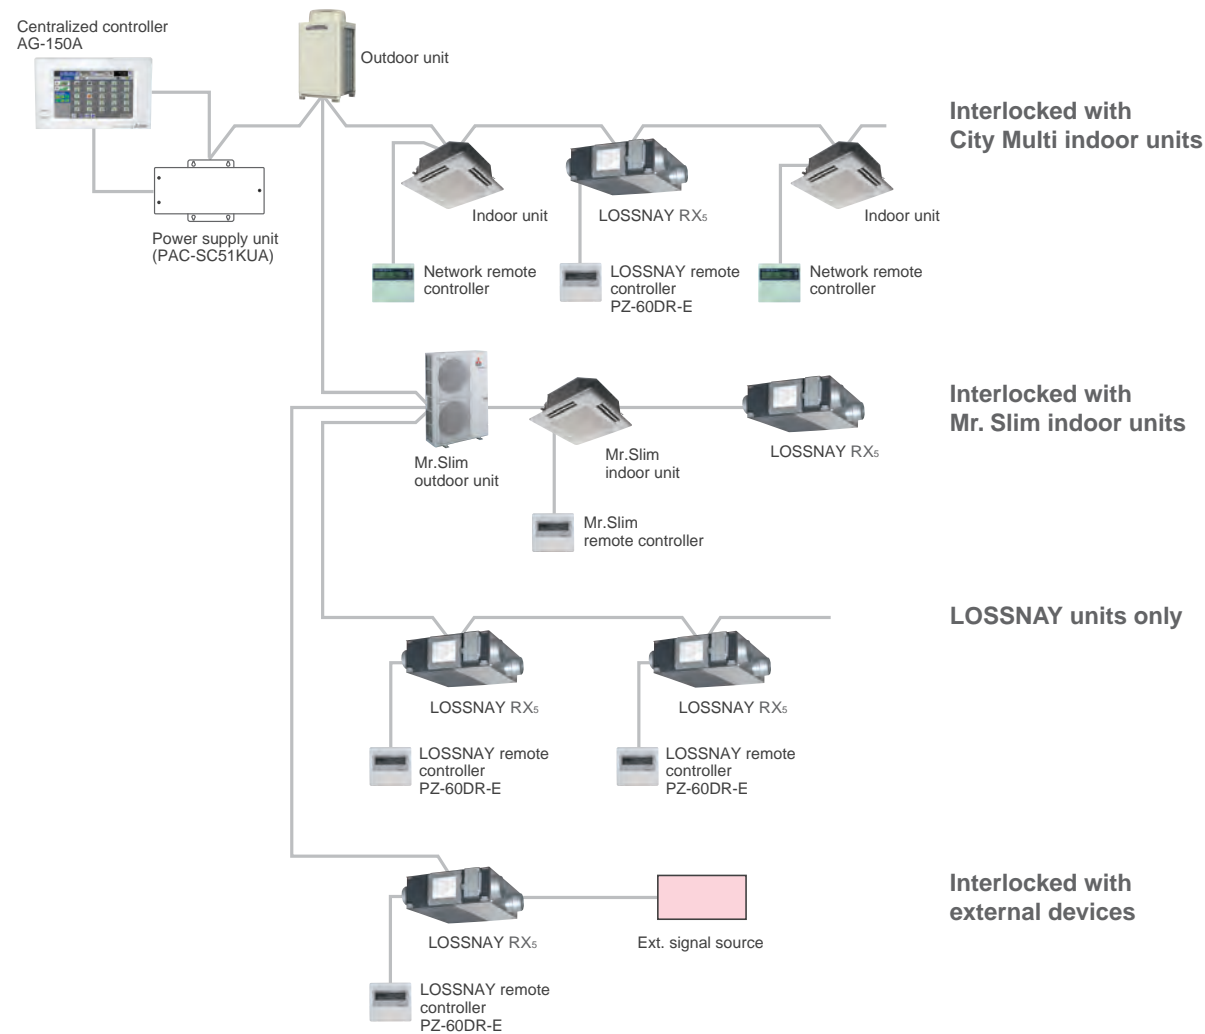 Centralized controller
AG-150A
Outdoor unit
Interlocked with
City Multi indoor units
Indoor unit
LOSSNAY RX5
Indoor unit
Power supply unit
(PAC-SC51KUA)
Network remote
controller
LOSSNAY remote
controller
PZ-60DR-E
Network remote
controller
Interlocked with
Mr. Slim indoor units
Mr.Slim
outdoor unit
Mr.Slim
indoor unit
LOSSNAY RX5
Mr.Slim
remote controller
LOSSNAY units only
LOSSNAY RX5
LOSSNAY RX5
LOSSNAY remote
controller
PZ-60DR-E
LOSSNAY remote
controller
PZ-60DR-E
Interlocked with
external devices
LOSSNAY RX5
Ext. signal source
LOSSNAY remote
controller
PZ-60DR-E